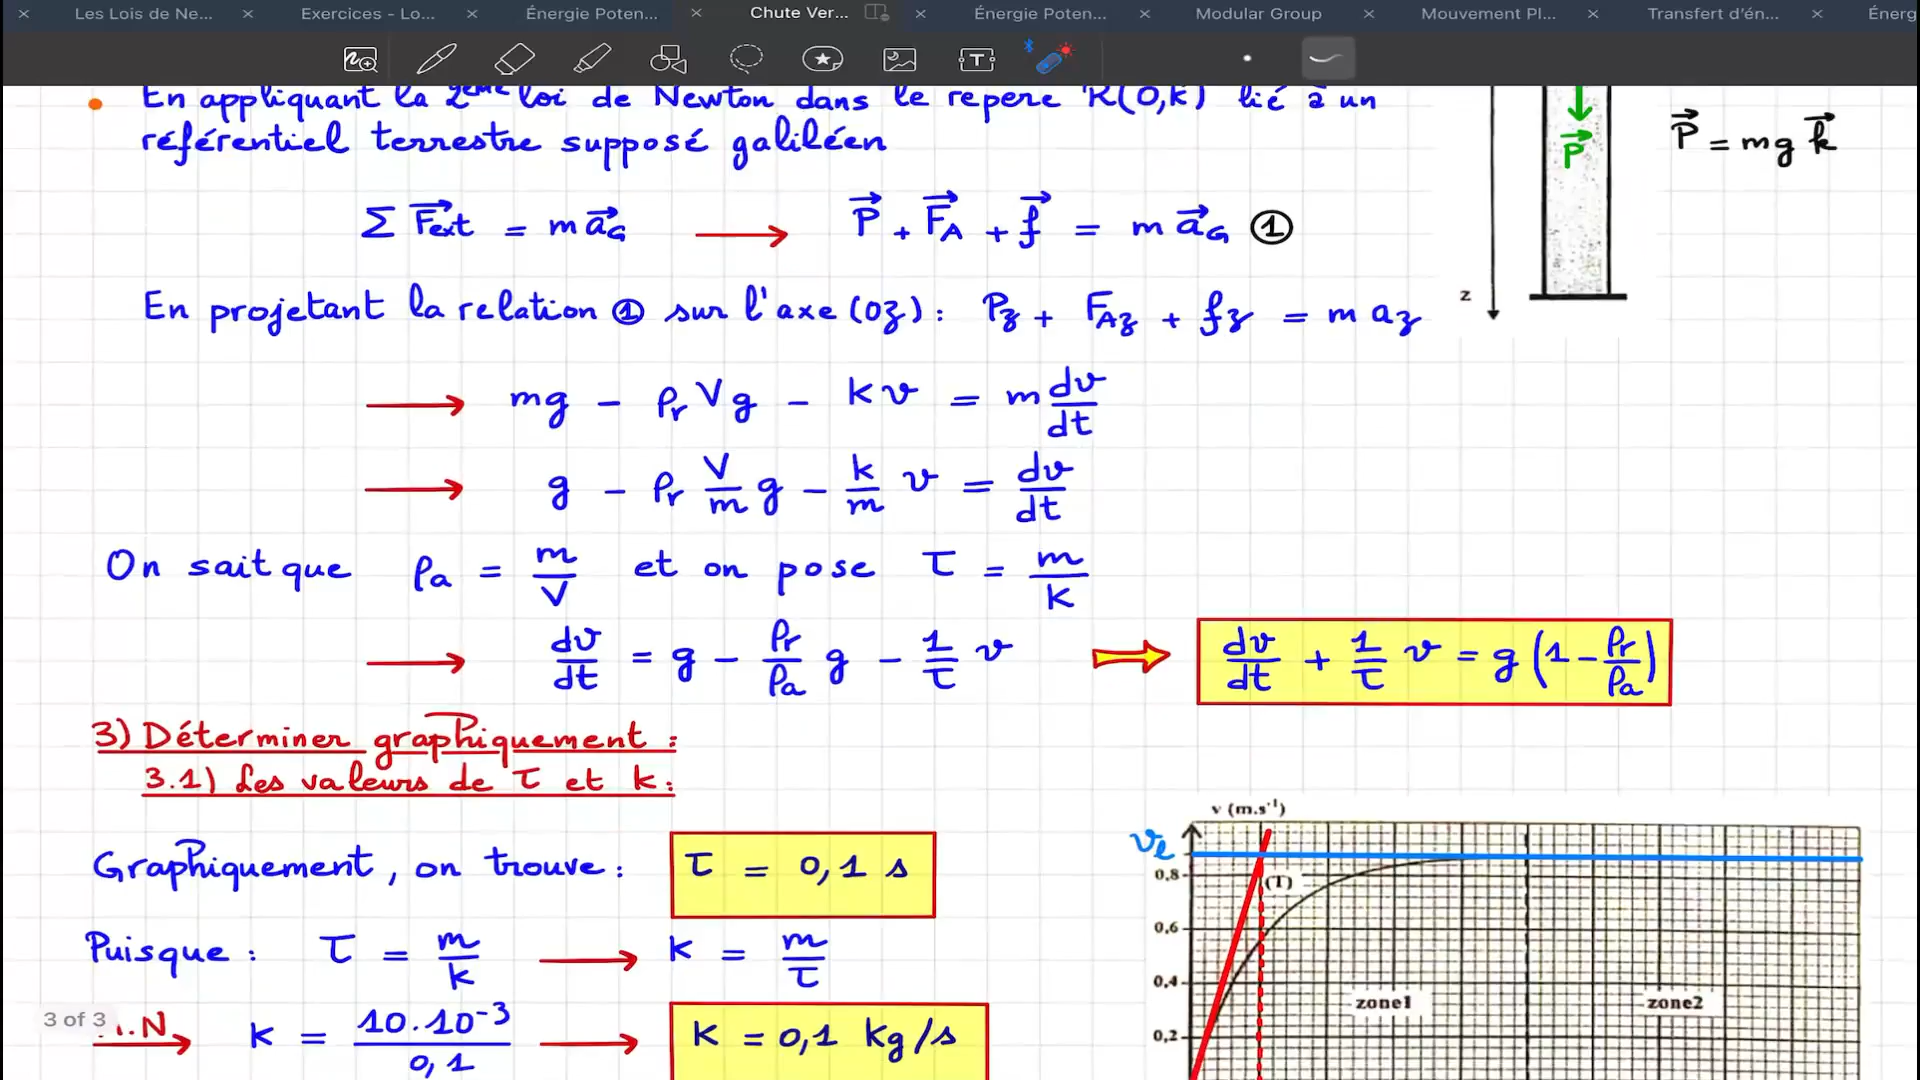 Les Lois de Ne... Exercices - Lo... Énergie Poten... Chute Ver... Énergie Poten... Modular Group Mouvement Pl... Transfert d'én... Énerg
En appliquant la 2ème loi de Newton dans le repere R(O,k) lié à un
référentiel terrestre supposé galiléen
P⃗ = mg k⃗
P⃗
Σ F⃗ext = m a⃗G → P⃗ + F⃗A + f⃗ = m a⃗G ①
z
En projetant la relation ① sur l'axe (Oz) : Pz + FAz + fz = m az
→ mg - ρr V g - k v = m dv/dt
→ g - ρr V/m g - k/m v = dv/dt
On sait que ρa = m/V et on pose τ = m/k
→ dv/dt = g - ρr/ρa g - 1/τ v ⇒ dv/dt + 1/τ v = g (1 - ρr/ρa)
3) Déterminer graphiquement :
3.1) Les valeurs de τ et k :
Graphiquement, on trouve : τ = 0,1 s
Puisque : τ = m/k → k = m/τ
k = 10.10⁻³/0,1 → K = 0,1 kg/s
3 of 3
v (m.s⁻¹)
vℓ
0,8
(T)
0,6
0,4
zone1 zone2
0,2